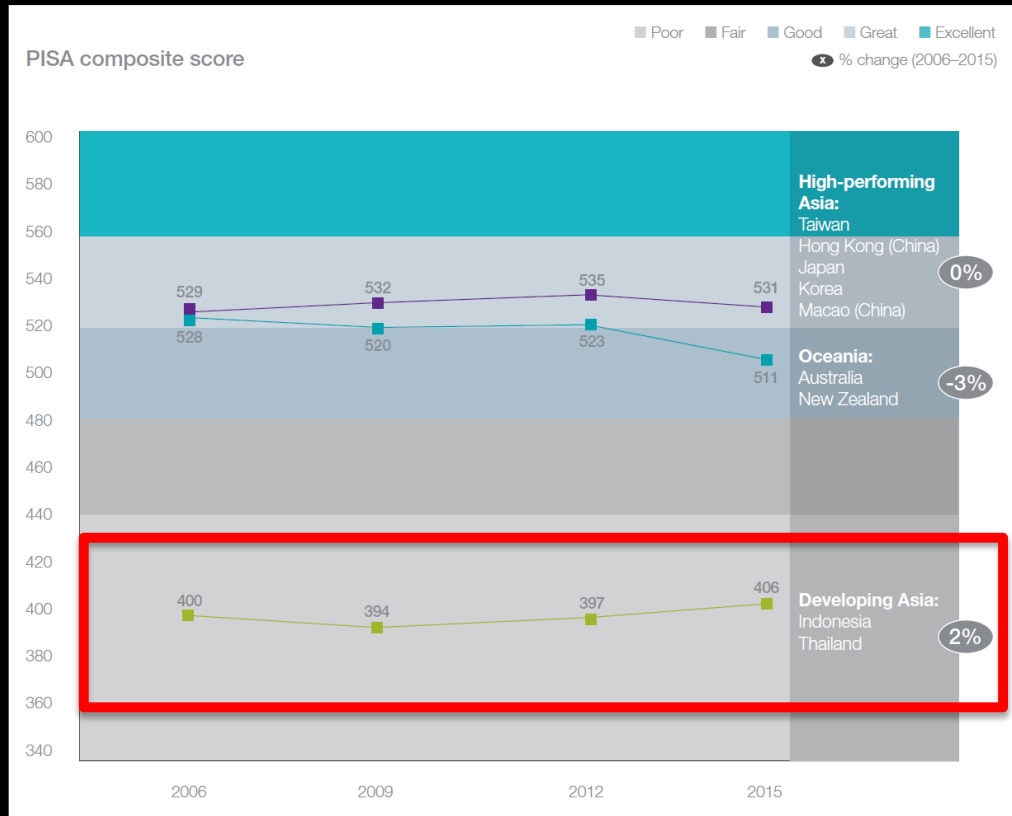 Poor Fair Good Great Excellent
PISA composite score
x % change (2006–2015)
600
580
560
540
520
500
480
460
440
420
400
380
360
340
529
532
535
531
528
520
523
511
400
394
397
406
High-performing
Asia:
Taiwan
Hong Kong (China)
Japan
Korea
Macao (China)
0%
Oceania:
Australia
New Zealand
-3%
Developing Asia:
Indonesia
Thailand
2%
2006 2009 2012 2015